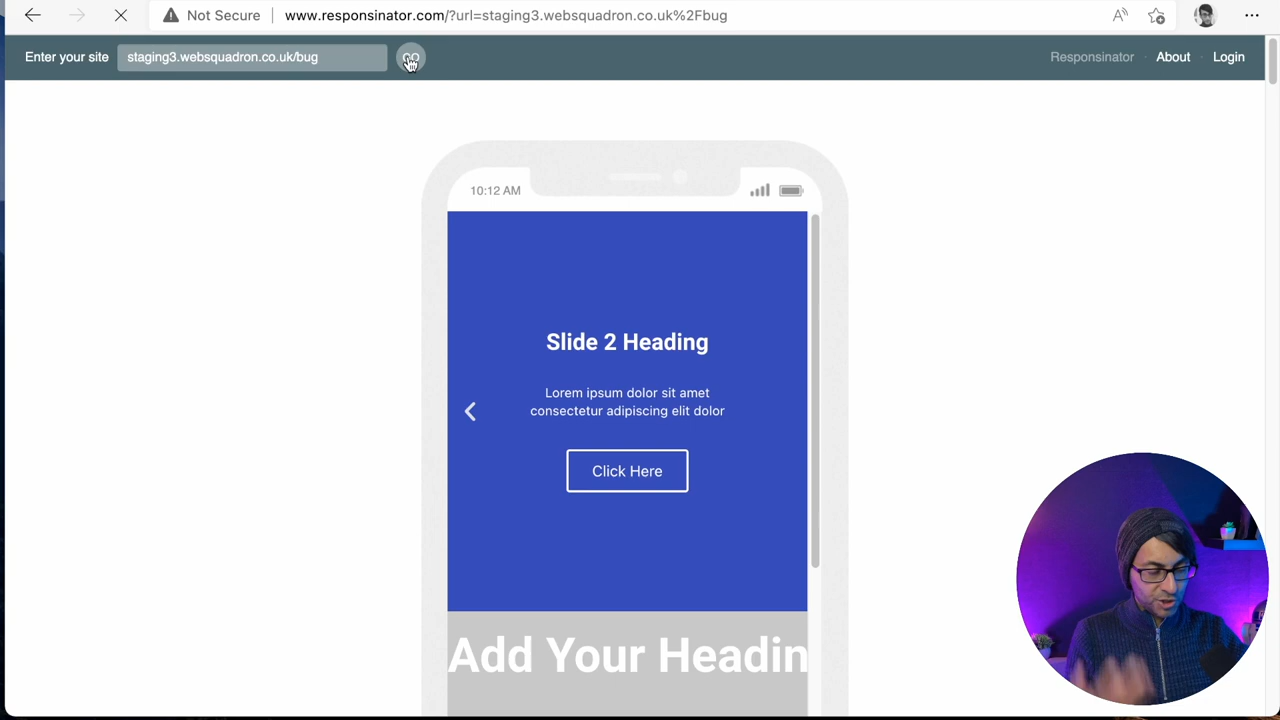 Not Secure
www.responsinator.com/?url=staging3.websquadron.co.uk%2Fbug
Enter your site
staging3.websquadron.co.uk/bug
GO
Responsinator · About · Login
10:12 AM
Slide 2 Heading
Lorem ipsum dolor sit amet
consectetur adipiscing elit dolor
Click Here
Add Your Headin